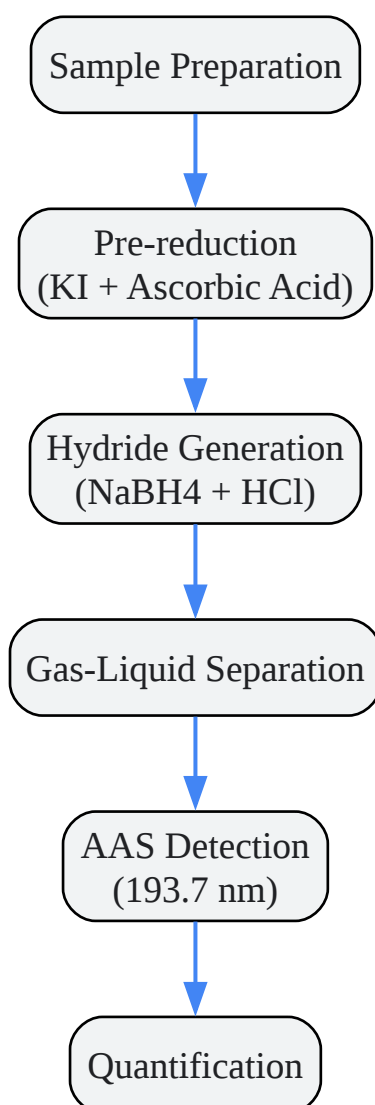 Sample Preparation
Pre-reduction
(KI + Ascorbic Acid)
Hydride Generation
(NaBH4 + HCl)
Gas-Liquid Separation
AAS Detection
(193.7 nm)
Quantification